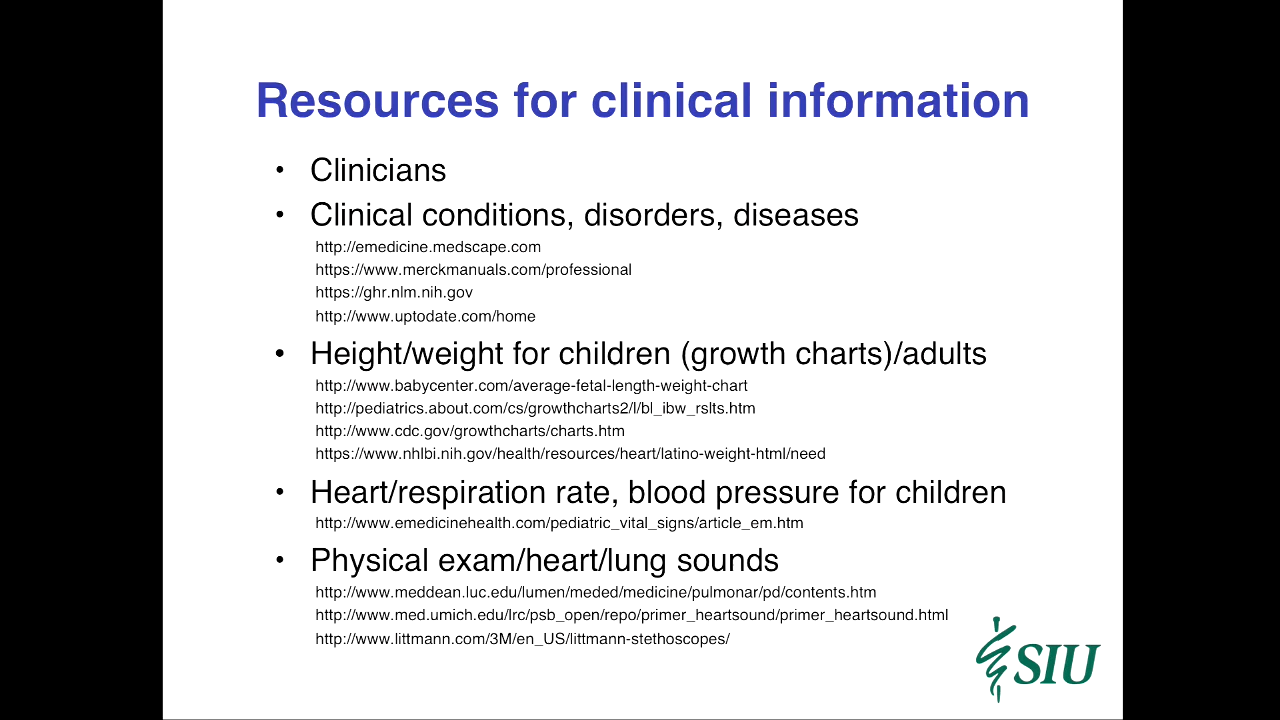 Resources for clinical information
• Clinicians
• Clinical conditions, disorders, diseases
http://emedicine.medscape.com
https://www.merckmanuals.com/professional
https://ghr.nlm.nih.gov
http://www.uptodate.com/home
• Height/weight for children (growth charts)/adults
http://www.babycenter.com/average-fetal-length-weight-chart
http://pediatrics.about.com/cs/growthcharts2/l/bl_ibw_rslts.htm
http://www.cdc.gov/growthcharts/charts.htm
https://www.nhlbi.nih.gov/health/resources/heart/latino-weight-html/need
• Heart/respiration rate, blood pressure for children
http://www.emedicinehealth.com/pediatric_vital_signs/article_em.htm
• Physical exam/heart/lung sounds
http://www.meddean.luc.edu/lumen/meded/medicine/pulmonar/pd/contents.htm
http://www.med.umich.edu/lrc/psb_open/repo/primer_heartsound/primer_heartsound.html
http://www.littmann.com/3M/en_US/littmann-stethoscopes/
SIU